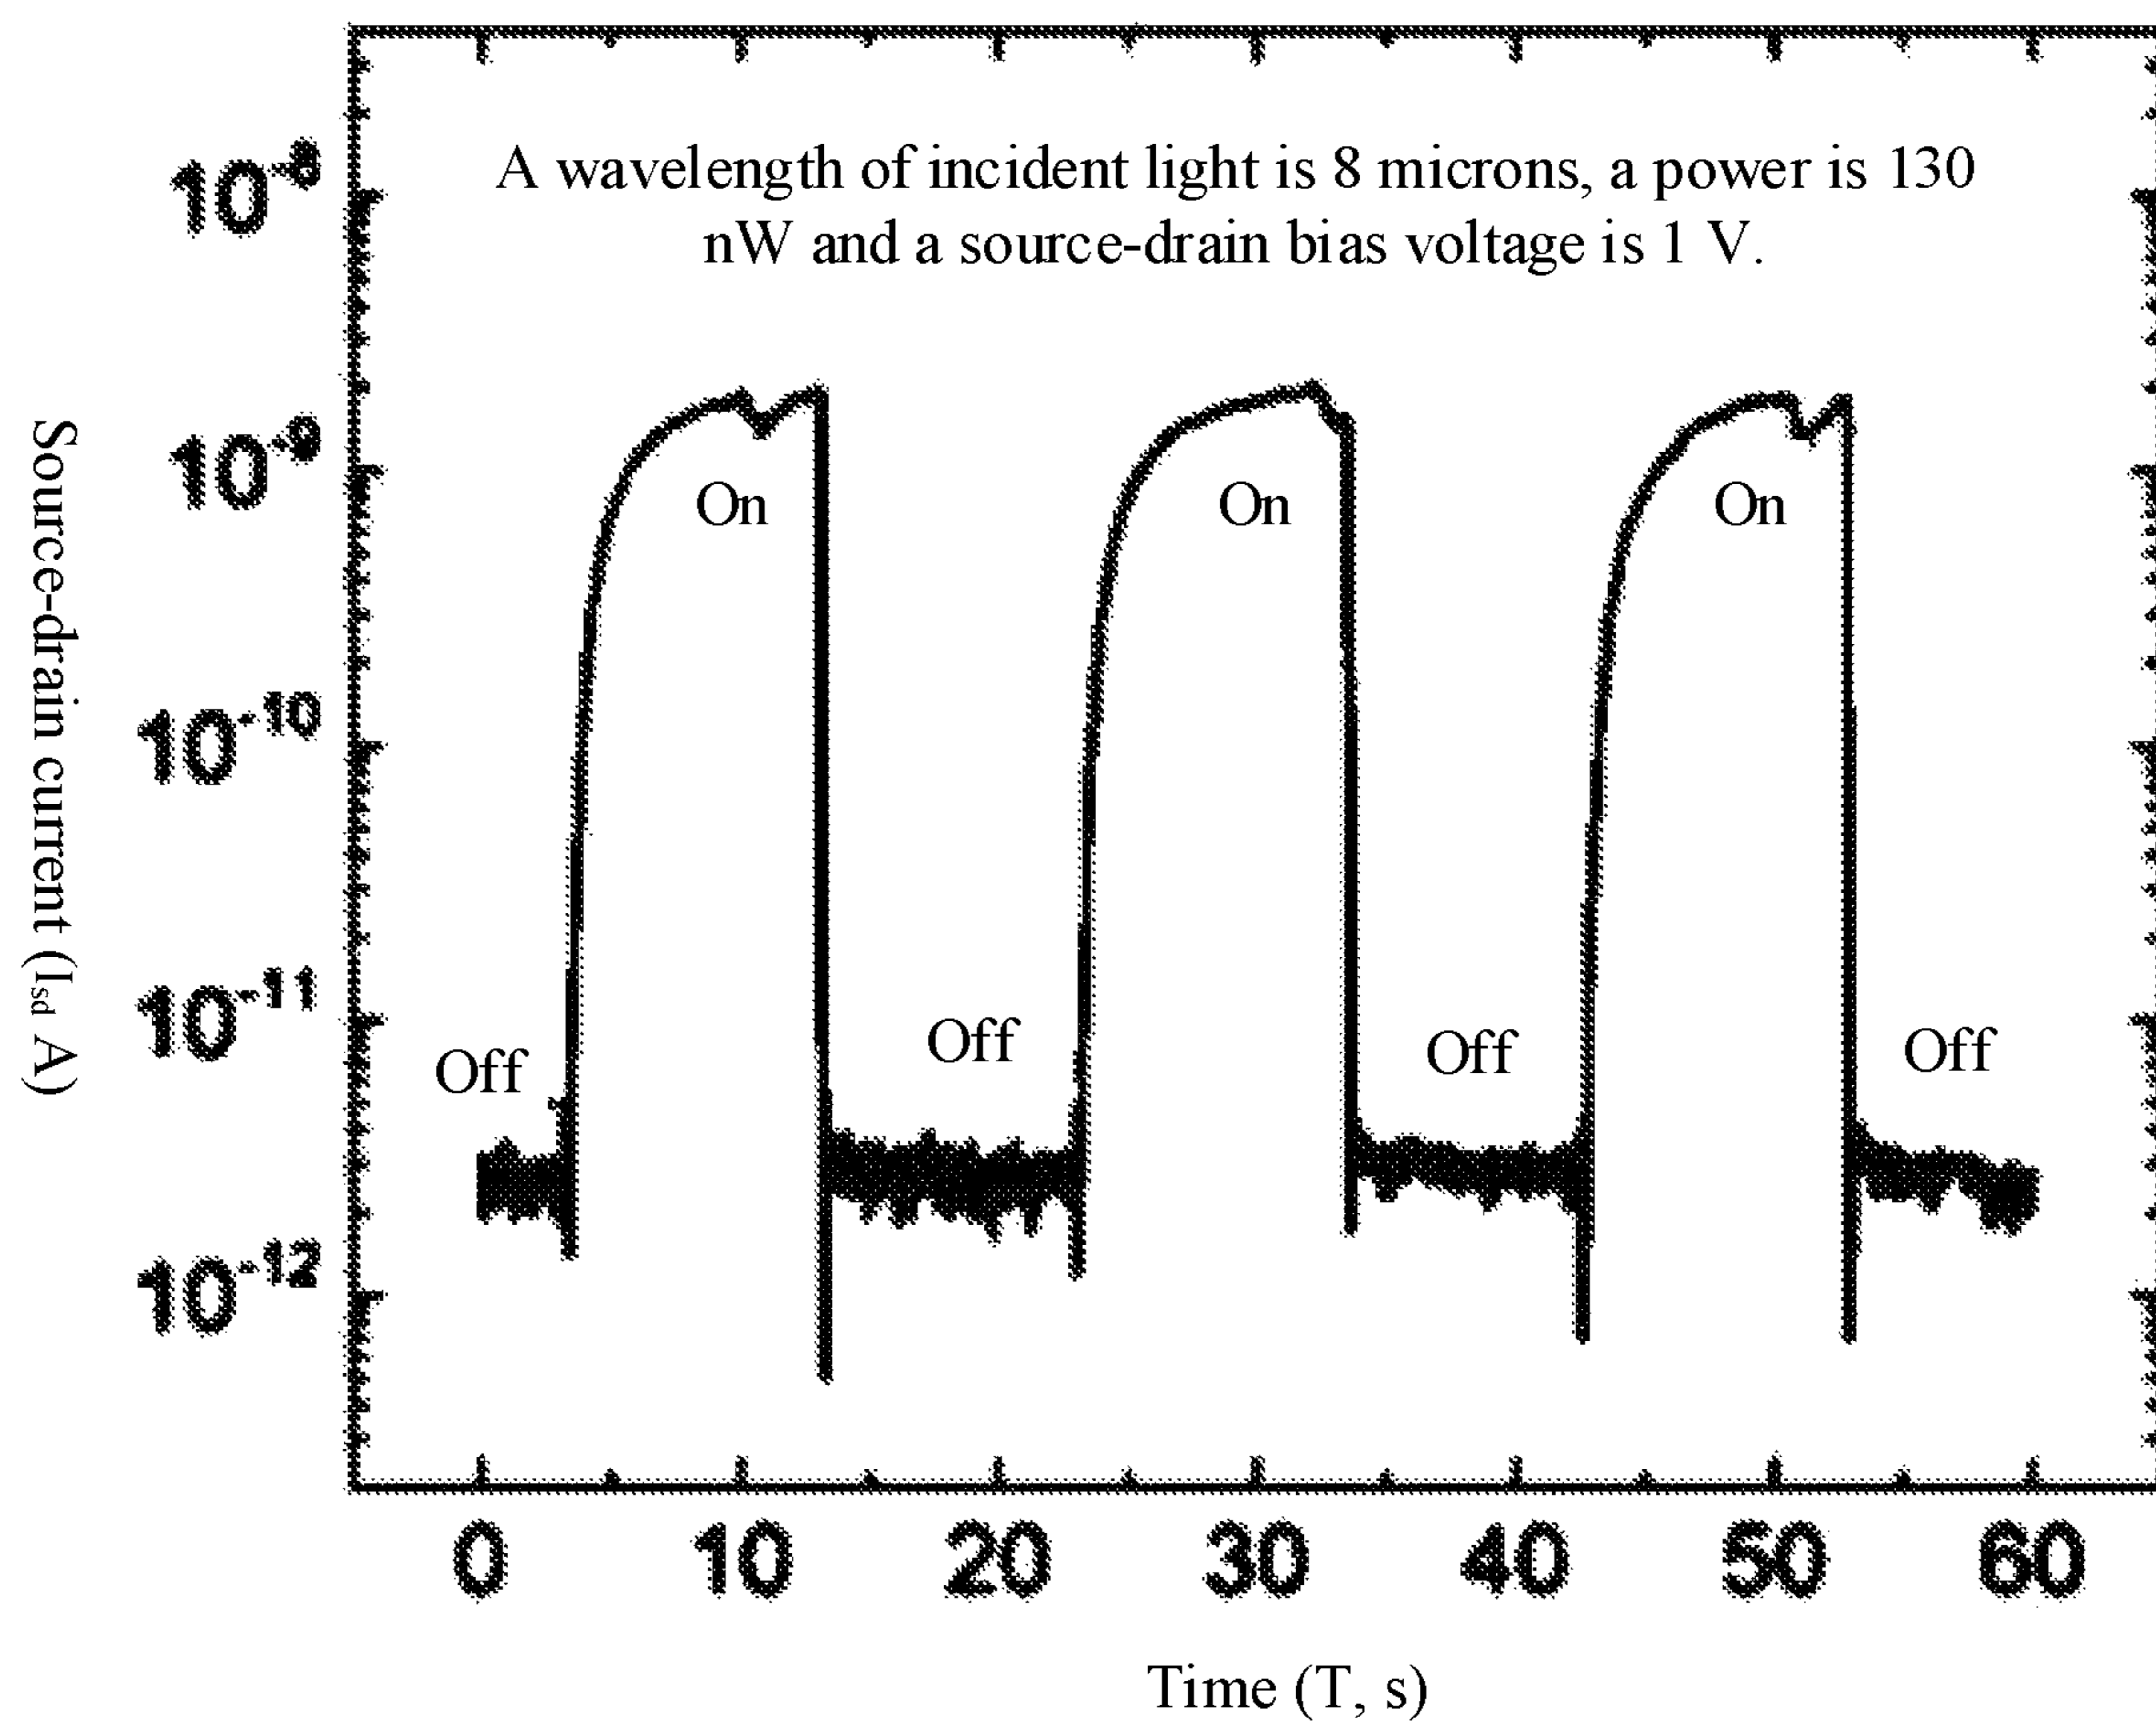 A wavelength of incident light is 8 microns, a power is 130
nW and a source-drain bias voltage is 1 V.
Source-drain current (Isd A)
10-8
10-9
10-10
10-11
10-12
On
On
On
Off
Off
Off
Off
0 10 20 30 40 50 60
Time (T, s)